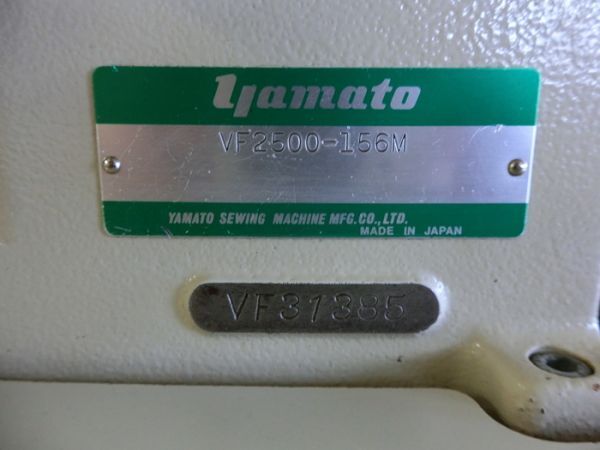 yamato
VF2500-156M
YAMATO SEWING MACHINE MFG.CO.,LTD.
MADE IN JAPAN
VF31385